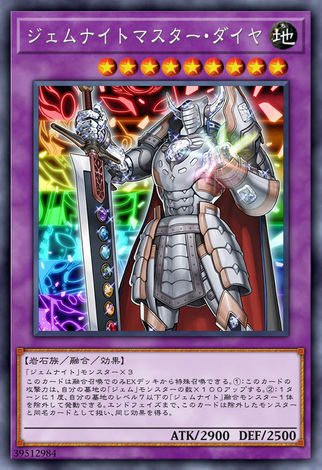 ジェムナイトマスター・ダイヤ
地
【岩石族／融合／効果】
「ジェムナイト」モンスター×３
このカードは融合召喚でのみEXデッキから特殊召喚できる。①：このカードの
攻撃力は、自分の墓地の「ジェム」モンスターの数×１００アップする。②：１タ
ーンに１度、自分の墓地のレベル７以下の「ジェムナイト」融合モンスター１体
を除外して発動できる。エンドフェイズまで、このカードは除外したモンスター
と同名カードとして扱い、同じ効果を得る。
ATK/2900 DEF/2500
39512984